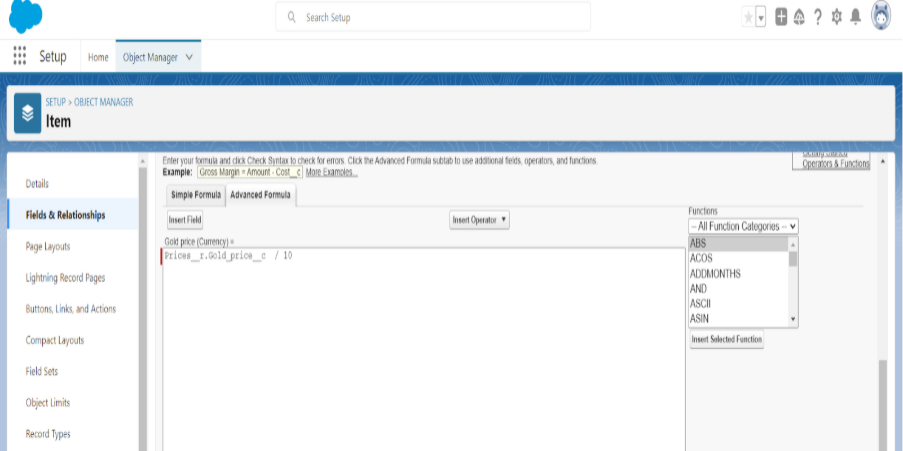 Search Setup
Setup
Home
Object Manager
SETUP > OBJECT MANAGER
Item
Details
Fields & Relationships
Page Layouts
Lightning Record Pages
Buttons, Links, and Actions
Compact Layouts
Field Sets
Object Limits
Record Types
Enter your formula and click Check Syntax to check for errors. Click the Advanced Formula subtab to use additional fields, operators, and functions.
Example: Gross Margin = Amount - Cost__c More Examples...
Getting Started
Operators & Functions
Simple Formula Advanced Formula
Insert Field
Insert Operator
Functions
-- All Function Categories --
Gold price (Currency) =
Prices__r.Gold_price__c / 10
ABS
ACOS
ADDMONTHS
AND
ASCII
ASIN
Insert Selected Function